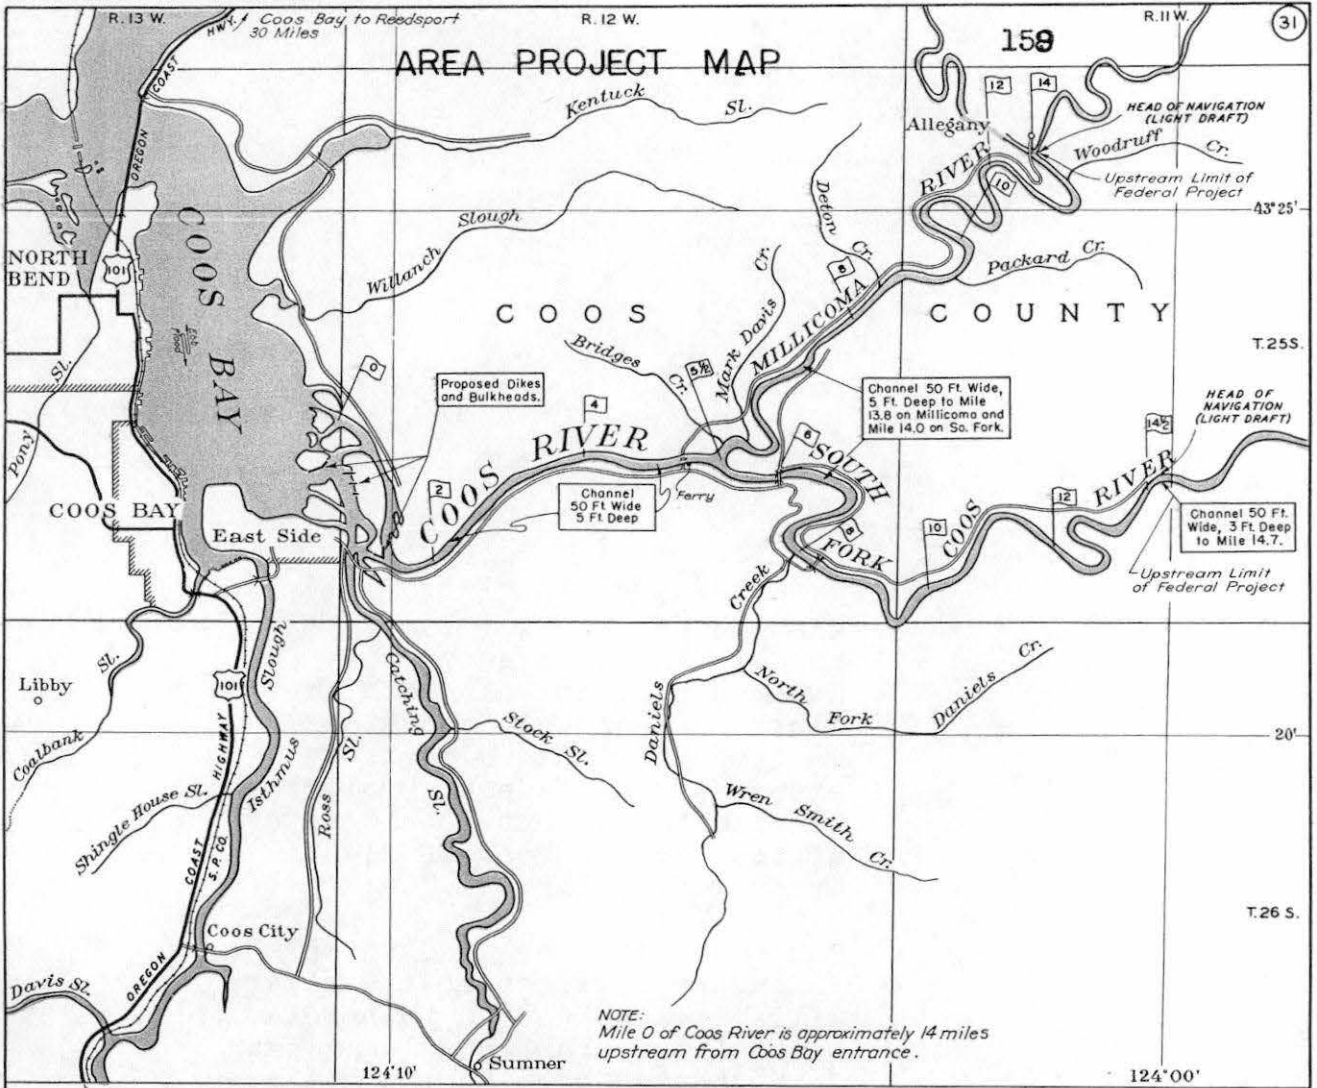 R. 13 W.
HWY.
Coos Bay to Reedsport
30 Miles
R. 12 W.
R. 11 W.
31
159
AREA PROJECT MAP
COAST
OREGON
Kentuck Sl.
12
14
HEAD OF NAVIGATION
(LIGHT DRAFT)
Allegany
Woodruff Cr.
Upstream Limit of
Federal Project
RIVER
10
43°25'
Deton Cr.
Willanch Slough
COOS BAY
NORTH
BEND
101
Packard Cr.
8
MILLICOMA
Mark Davis Cr.
COOS COUNTY
Ebb
Flood
Bridges Cr.
5½
T. 25 S.
0
Proposed Dikes
and Bulkheads.
Channel 50 Ft. Wide,
5 Ft. Deep to Mile
13.8 on Millicoma and
Mile 14.0 on So. Fork.
HEAD OF
NAVIGATION
(LIGHT DRAFT)
Pony Sl.
4
COOS RIVER
14½
6
SOUTH FORK COOS RIVER
2
Channel
50 Ft Wide
5 Ft. Deep
Ferry
12
10
8
Channel 50 Ft.
Wide, 3 Ft. Deep
to Mile 14.7.
COOS BAY
East Side
Upstream Limit
of Federal Project
Daniels Creek
Libby
Coalbank Sl.
101
Isthmus Slough
Catching Sl.
North Fork Daniels Cr.
Stock Sl.
20'
Ross Sl.
Shingle House Sl.
Wren Smith Cr.
OREGON COAST HIGHWAY
S. P. CO.
T. 26 S.
Coos City
Davis Sl.
NOTE:
Mile 0 of Coos River is approximately 14 miles
upstream from Coos Bay entrance.
Sumner
124°10'
124°00'